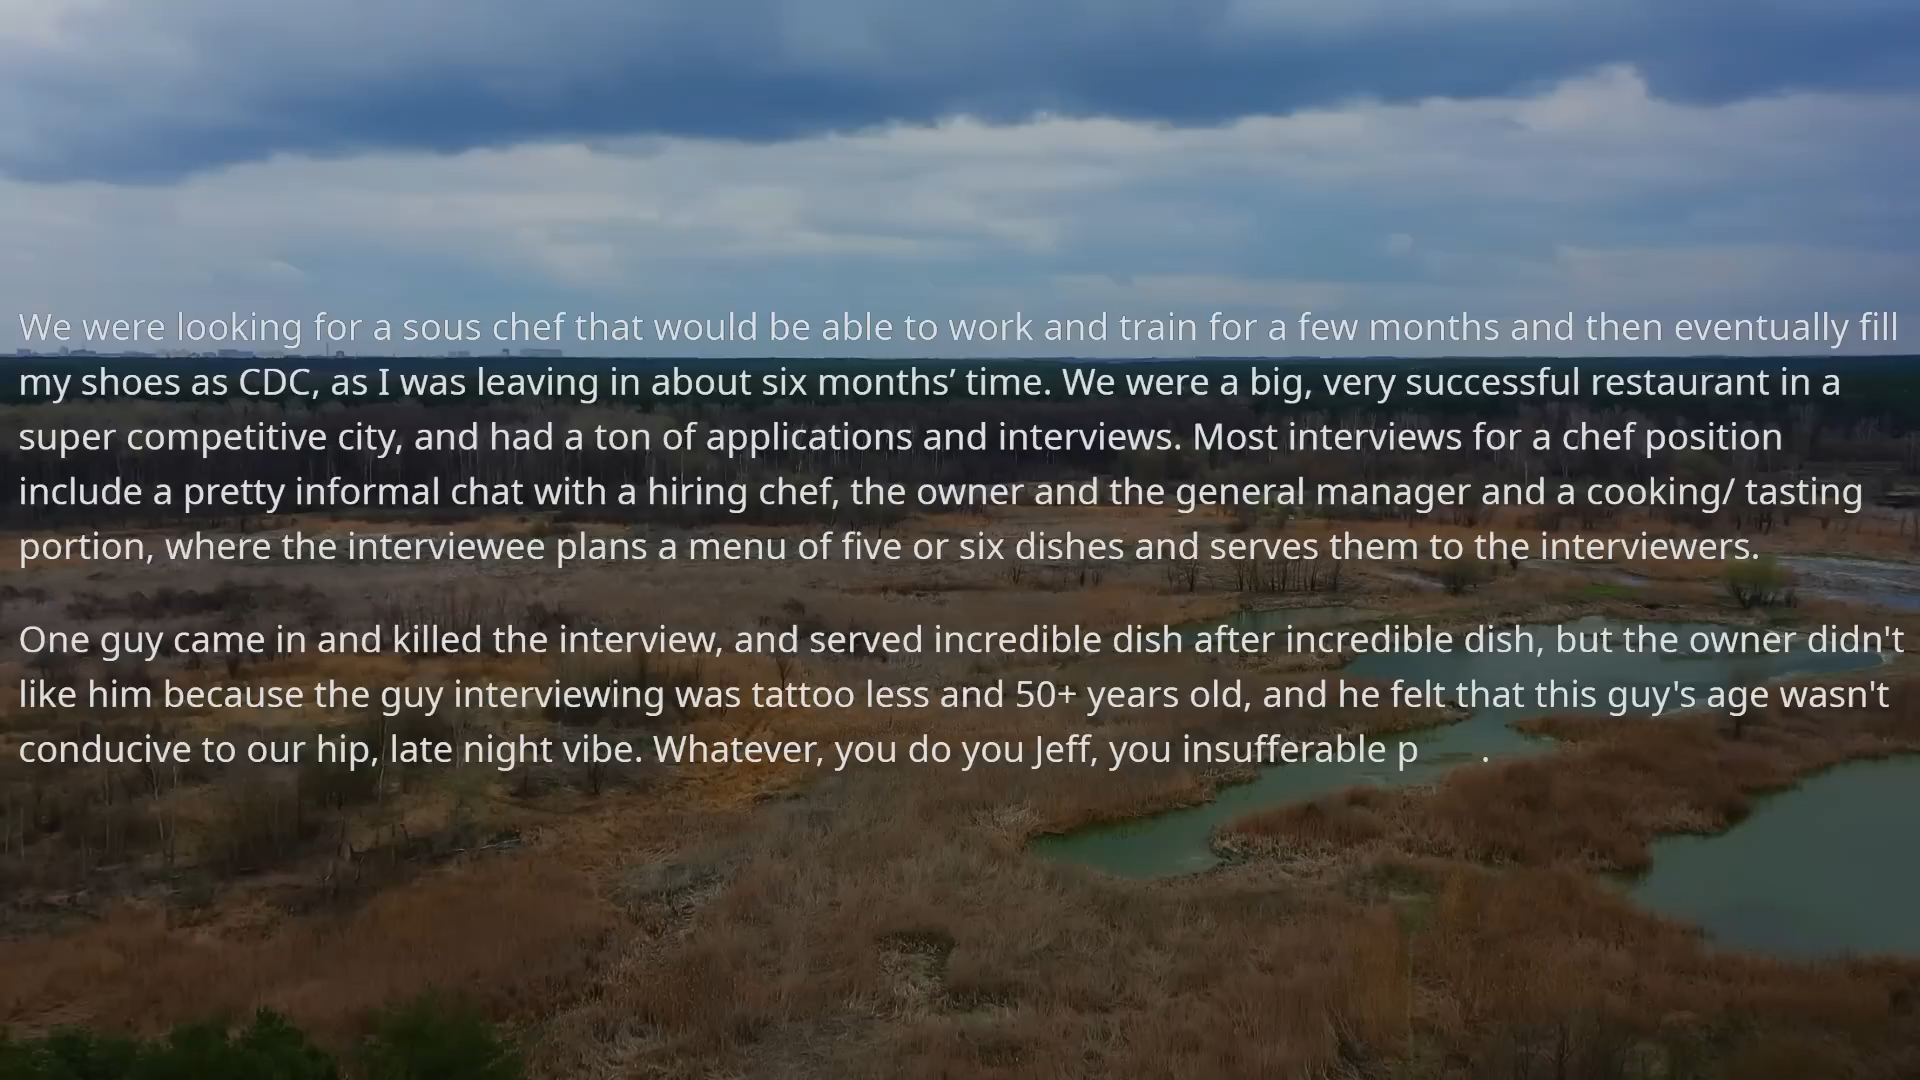 We were looking for a sous chef that would be able to work and train for a few months and then eventually fill
my shoes as CDC, as I was leaving in about six months’ time. We were a big, very successful restaurant in a
super competitive city, and had a ton of applications and interviews. Most interviews for a chef position
include a pretty informal chat with a hiring chef, the owner and the general manager and a cooking/ tasting
portion, where the interviewee plans a menu of five or six dishes and serves them to the interviewers.
One guy came in and killed the interview, and served incredible dish after incredible dish, but the owner didn't
like him because the guy interviewing was tattoo less and 50+ years old, and he felt that this guy's age wasn't
conducive to our hip, late night vibe. Whatever, you do you Jeff, you insufferable p .